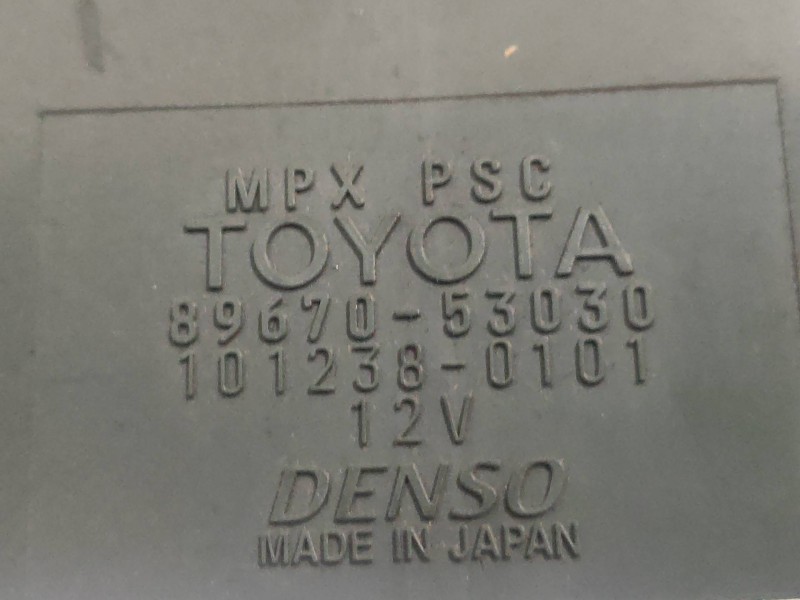 MPX PSC
TOYOTA
89670-53030
101238-0101
12V
DENSO
MADE IN JAPAN